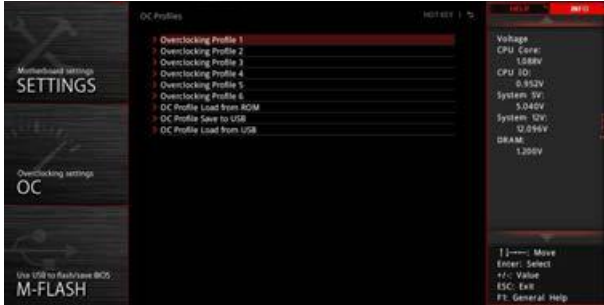 OC Profiles
HOT KEY
HELP
INFO
Motherboard settings
SETTINGS
Overclocking settings
OC
Use USB to flash/save BIOS
M-FLASH
Overclocking Profile 1
Overclocking Profile 2
Overclocking Profile 3
Overclocking Profile 4
Overclocking Profile 5
Overclocking Profile 6
OC Profile Load from ROM
OC Profile Save to USB
OC Profile Load from USB
Voltage
CPU Core:
1.088V
CPU IO:
0.952V
System 5V:
5.040V
System 12V:
12.096V
DRAM:
1.200V
Move
Enter: Select
+/-: Value
ESC: Exit
F1: General Help